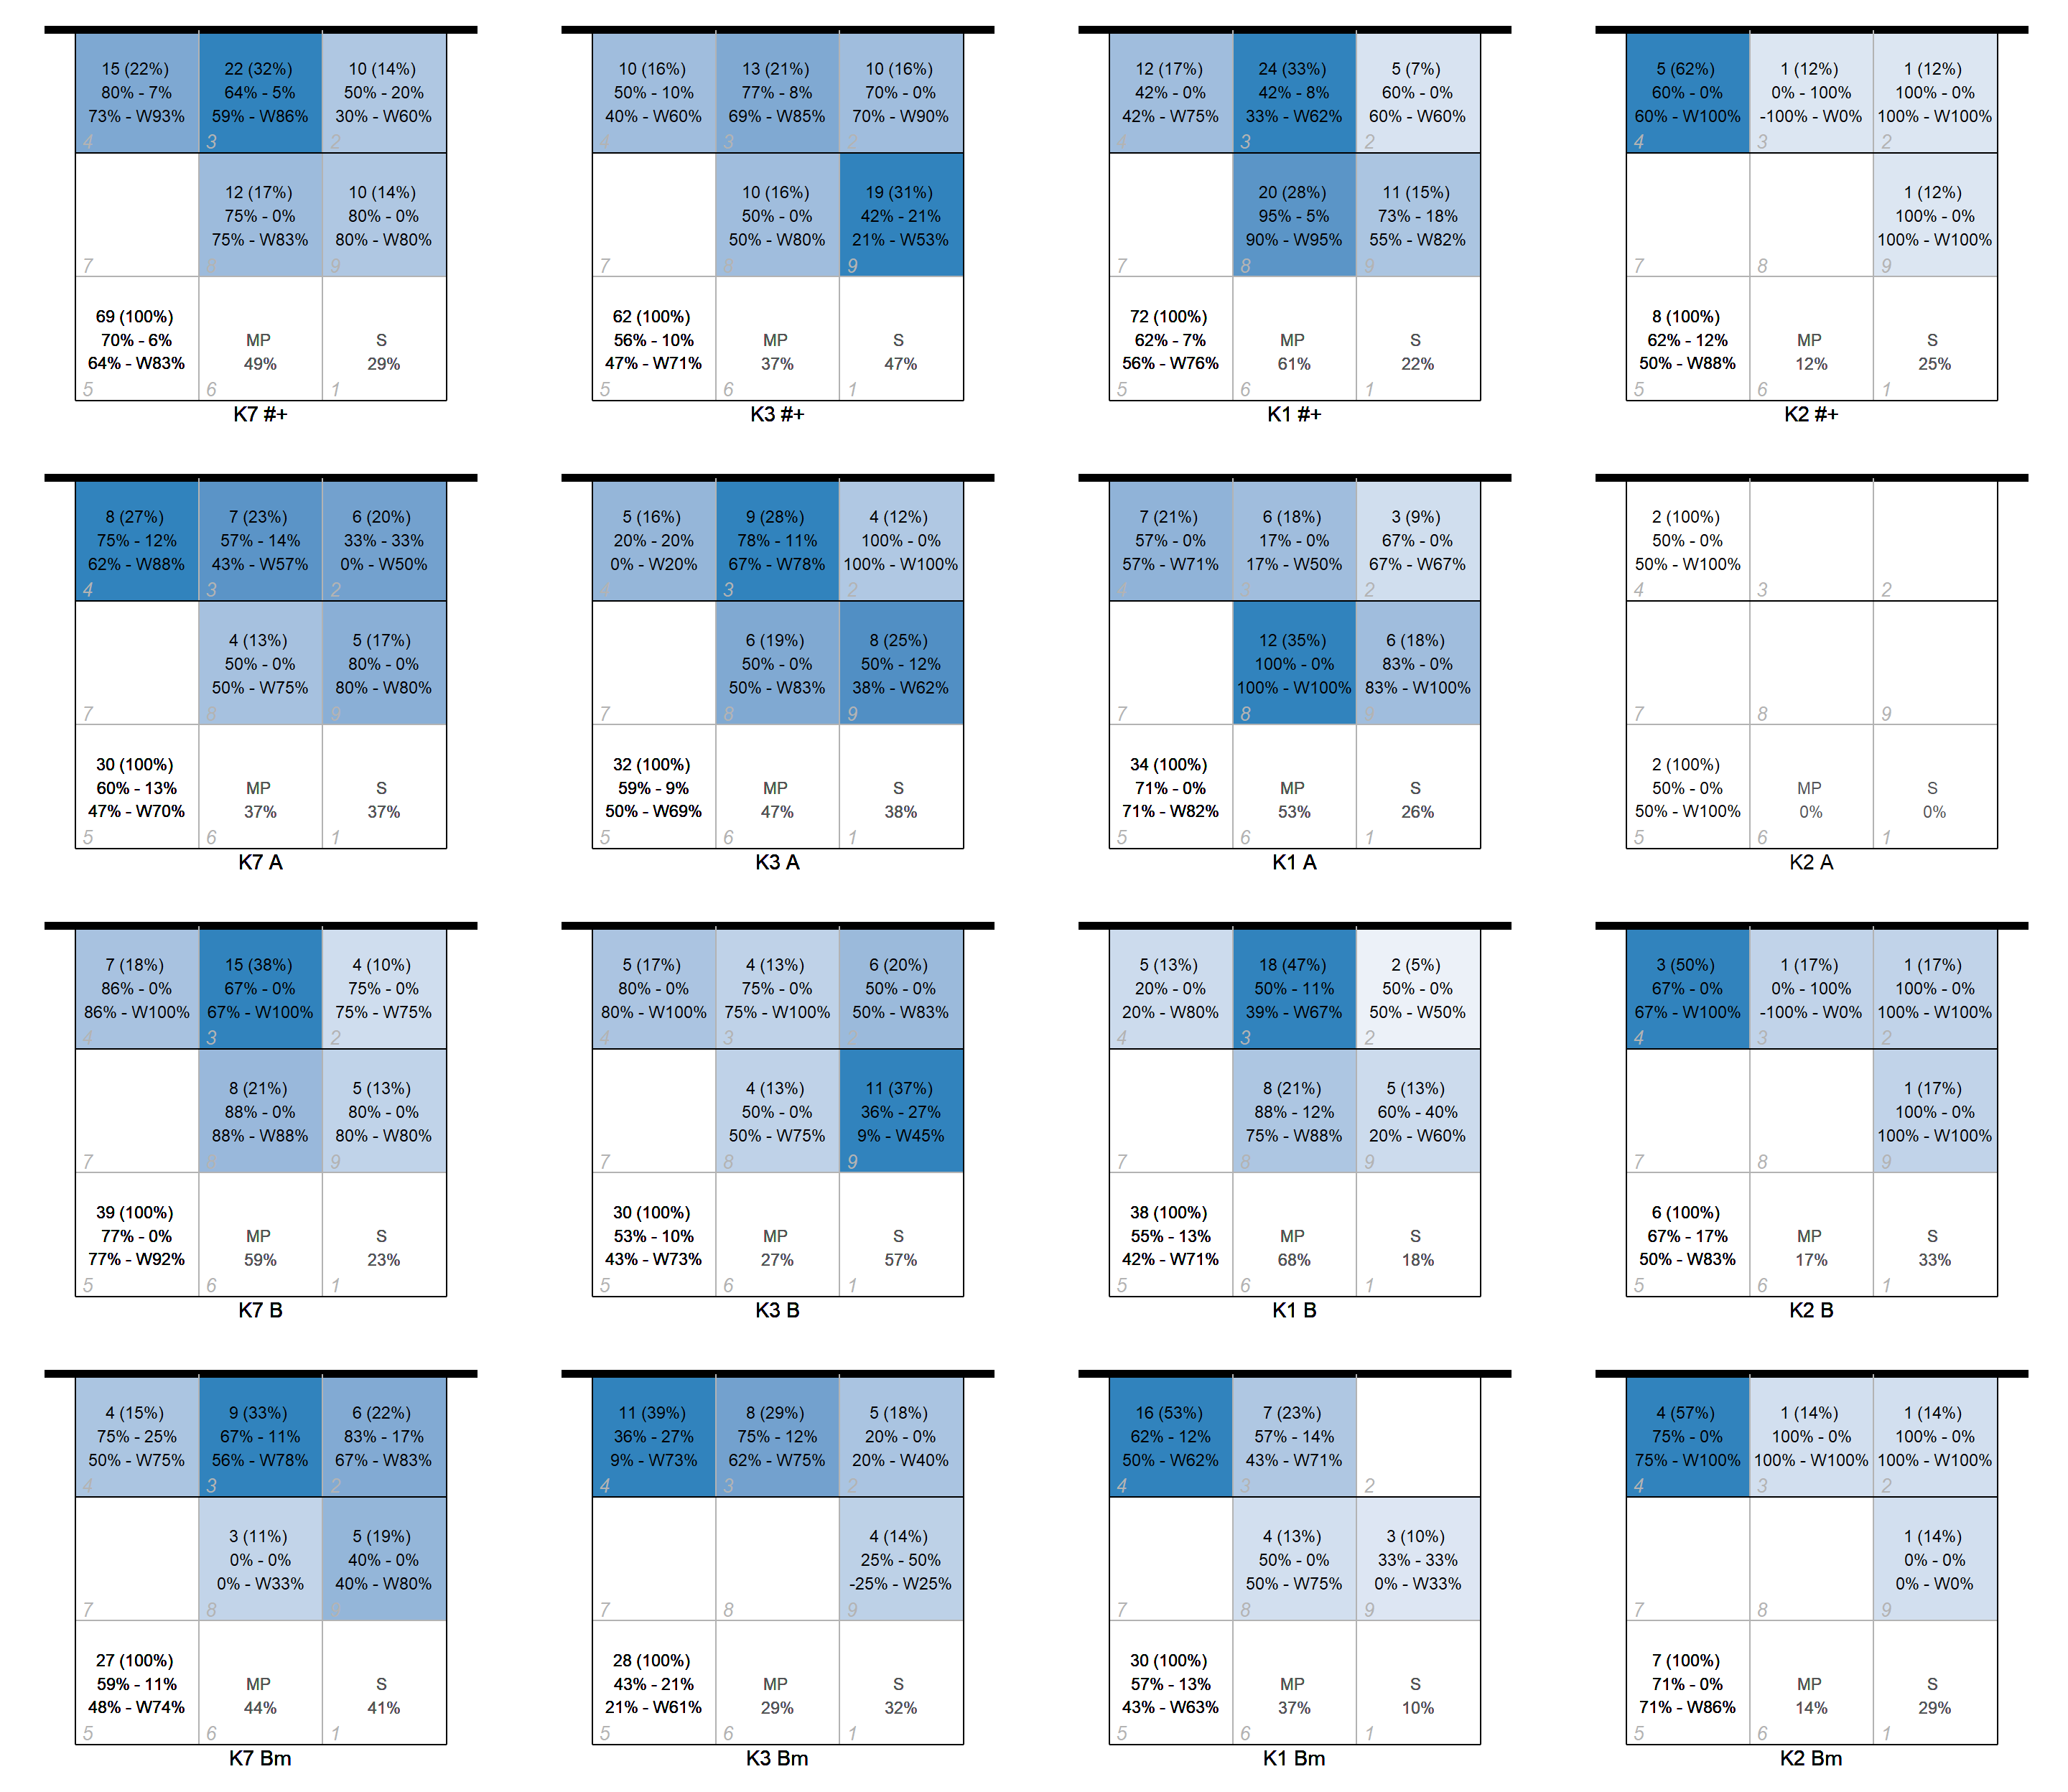 15 (22%)
80% - 7%
73% - W93%
4
22 (32%)
64% - 5%
59% - W86%
3
10 (14%)
50% - 20%
30% - W60%
2
7
12 (17%)
75% - 0%
75% - W83%
8
10 (14%)
80% - 0%
80% - W80%
9
69 (100%)
70% - 6%
64% - W83%
5
MP
49%
6
S
29%
1
K7 #+
10 (16%)
50% - 10%
40% - W60%
4
13 (21%)
77% - 8%
69% - W85%
3
10 (16%)
70% - 0%
70% - W90%
2
7
10 (16%)
50% - 0%
50% - W80%
8
19 (31%)
42% - 21%
21% - W53%
9
62 (100%)
56% - 10%
47% - W71%
5
MP
37%
6
S
47%
1
K3 #+
12 (17%)
42% - 0%
42% - W75%
4
24 (33%)
42% - 8%
33% - W62%
3
5 (7%)
60% - 0%
60% - W60%
2
7
20 (28%)
95% - 5%
90% - W95%
8
11 (15%)
73% - 18%
55% - W82%
9
72 (100%)
62% - 7%
56% - W76%
5
MP
61%
6
S
22%
1
K1 #+
5 (62%)
60% - 0%
60% - W100%
4
1 (12%)
0% - 100%
-100% - W0%
3
1 (12%)
100% - 0%
100% - W100%
2
7
8
1 (12%)
100% - 0%
100% - W100%
9
8 (100%)
62% - 12%
50% - W88%
5
MP
12%
6
S
25%
1
K2 #+
8 (27%)
75% - 12%
62% - W88%
4
7 (23%)
57% - 14%
43% - W57%
3
6 (20%)
33% - 33%
0% - W50%
2
7
4 (13%)
50% - 0%
50% - W75%
8
5 (17%)
80% - 0%
80% - W80%
9
30 (100%)
60% - 13%
47% - W70%
5
MP
37%
6
S
37%
1
K7 A
5 (16%)
20% - 20%
0% - W20%
4
9 (28%)
78% - 11%
67% - W78%
3
4 (12%)
100% - 0%
100% - W100%
2
7
6 (19%)
50% - 0%
50% - W83%
8
8 (25%)
50% - 12%
38% - W62%
9
32 (100%)
59% - 9%
50% - W69%
5
MP
47%
6
S
38%
1
K3 A
7 (21%)
57% - 0%
57% - W71%
4
6 (18%)
17% - 0%
17% - W50%
3
3 (9%)
67% - 0%
67% - W67%
2
7
12 (35%)
100% - 0%
100% - W100%
8
6 (18%)
83% - 0%
83% - W100%
9
34 (100%)
71% - 0%
71% - W82%
5
MP
53%
6
S
26%
1
K1 A
2 (100%)
50% - 0%
50% - W100%
4
3
2
7
8
9
2 (100%)
50% - 0%
50% - W100%
5
MP
0%
6
S
0%
1
K2 A
7 (18%)
86% - 0%
86% - W100%
4
15 (38%)
67% - 0%
67% - W100%
3
4 (10%)
75% - 0%
75% - W75%
2
7
8 (21%)
88% - 0%
88% - W88%
8
5 (13%)
80% - 0%
80% - W80%
9
39 (100%)
77% - 0%
77% - W92%
5
MP
59%
6
S
23%
1
K7 B
5 (17%)
80% - 0%
80% - W100%
4
4 (13%)
75% - 0%
75% - W100%
3
6 (20%)
50% - 0%
50% - W83%
2
7
4 (13%)
50% - 0%
50% - W75%
8
11 (37%)
36% - 27%
9% - W45%
9
30 (100%)
53% - 10%
43% - W73%
5
MP
27%
6
S
57%
1
K3 B
5 (13%)
20% - 0%
20% - W80%
4
18 (47%)
50% - 11%
39% - W67%
3
2 (5%)
50% - 0%
50% - W50%
2
7
8 (21%)
88% - 12%
75% - W88%
8
5 (13%)
60% - 40%
20% - W60%
9
38 (100%)
55% - 13%
42% - W71%
5
MP
68%
6
S
18%
1
K1 B
3 (50%)
67% - 0%
67% - W100%
4
1 (17%)
0% - 100%
-100% - W0%
3
1 (17%)
100% - 0%
100% - W100%
2
7
8
1 (17%)
100% - 0%
100% - W100%
9
6 (100%)
67% - 17%
50% - W83%
5
MP
17%
6
S
33%
1
K2 B
4 (15%)
75% - 25%
50% - W75%
4
9 (33%)
67% - 11%
56% - W78%
3
6 (22%)
83% - 17%
67% - W83%
2
7
3 (11%)
0% - 0%
0% - W33%
8
5 (19%)
40% - 0%
40% - W80%
9
27 (100%)
59% - 11%
48% - W74%
5
MP
44%
6
S
41%
1
K7 Bm
11 (39%)
36% - 27%
9% - W73%
4
8 (29%)
75% - 12%
62% - W75%
3
5 (18%)
20% - 0%
20% - W40%
2
7
8
4 (14%)
25% - 50%
-25% - W25%
9
28 (100%)
43% - 21%
21% - W61%
5
MP
29%
6
S
32%
1
K3 Bm
16 (53%)
62% - 12%
50% - W62%
4
7 (23%)
57% - 14%
43% - W71%
3
2
7
4 (13%)
50% - 0%
50% - W75%
8
3 (10%)
33% - 33%
0% - W33%
9
30 (100%)
57% - 13%
43% - W63%
5
MP
37%
6
S
10%
1
K1 Bm
4 (57%)
75% - 0%
75% - W100%
4
1 (14%)
100% - 0%
100% - W100%
3
1 (14%)
100% - 0%
100% - W100%
2
7
8
1 (14%)
0% - 0%
0% - W0%
9
7 (100%)
71% - 0%
71% - W86%
5
MP
14%
6
S
29%
1
K2 Bm